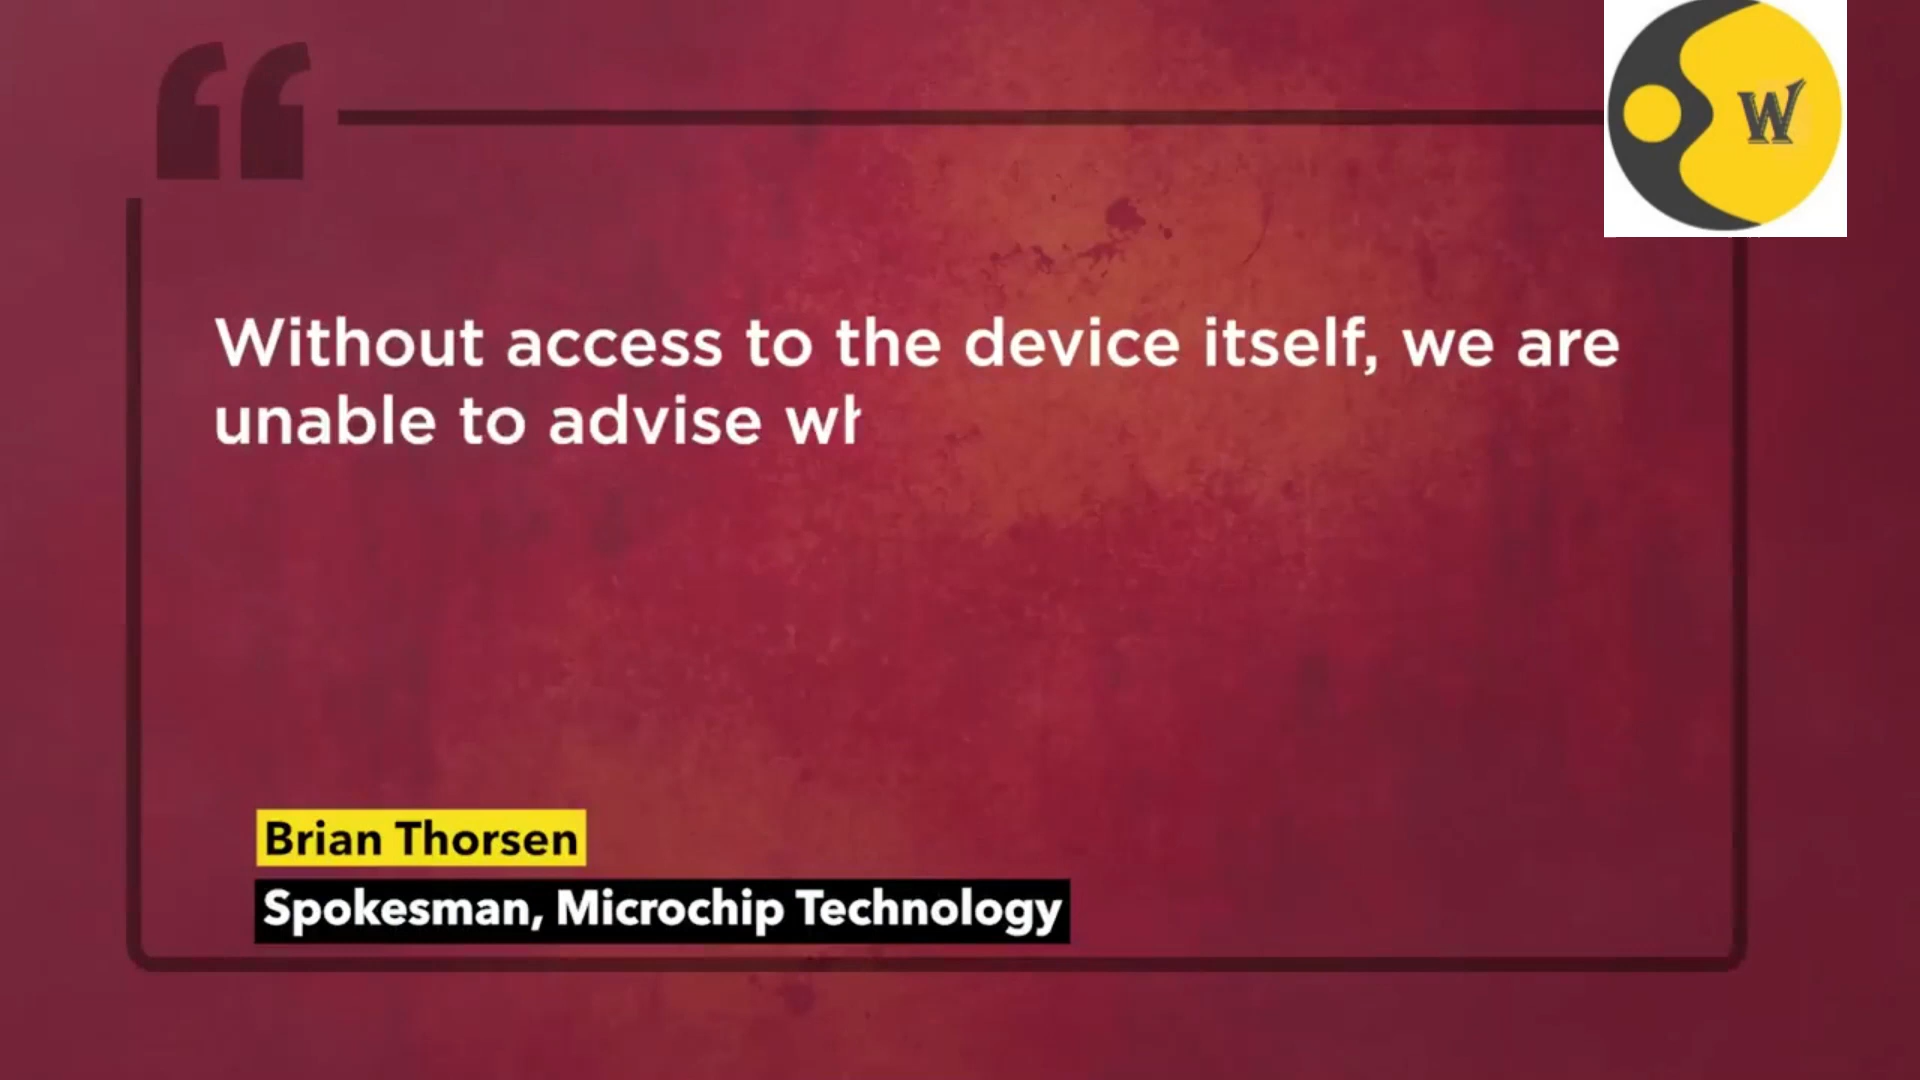 W
Without access to the device itself, we are
unable to advise
Brian Thorsen
Spokesman, Microchip Technology